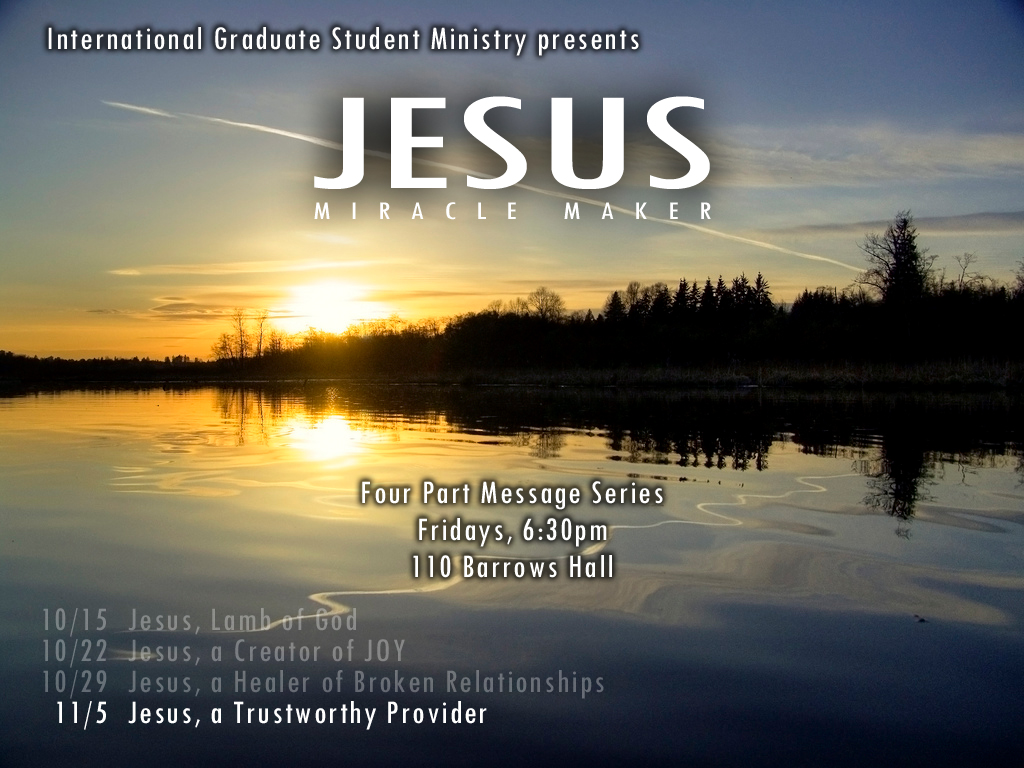 International Graduate Student Ministry presents
JESUS
MIRACLE MAKER
Four Part Message Series
Fridays, 6:30pm
110 Barrows Hall
10/15 Jesus, Lamb of God
10/22 Jesus, a Creator of JOY
10/29 Jesus, a Healer of Broken Relationships
11/5 Jesus, a Trustworthy Provider